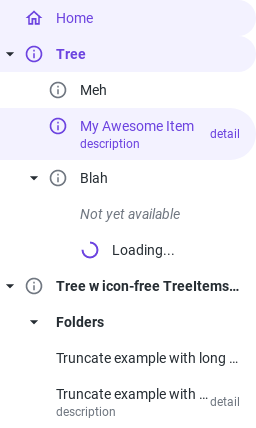 Home
Tree
Meh
My Awesome Item
detail
description
Blah
Not yet available
Loading...
Tree w icon-free TreeItems...
Folders
Truncate example with long ...
Truncate example with ...
detail
description